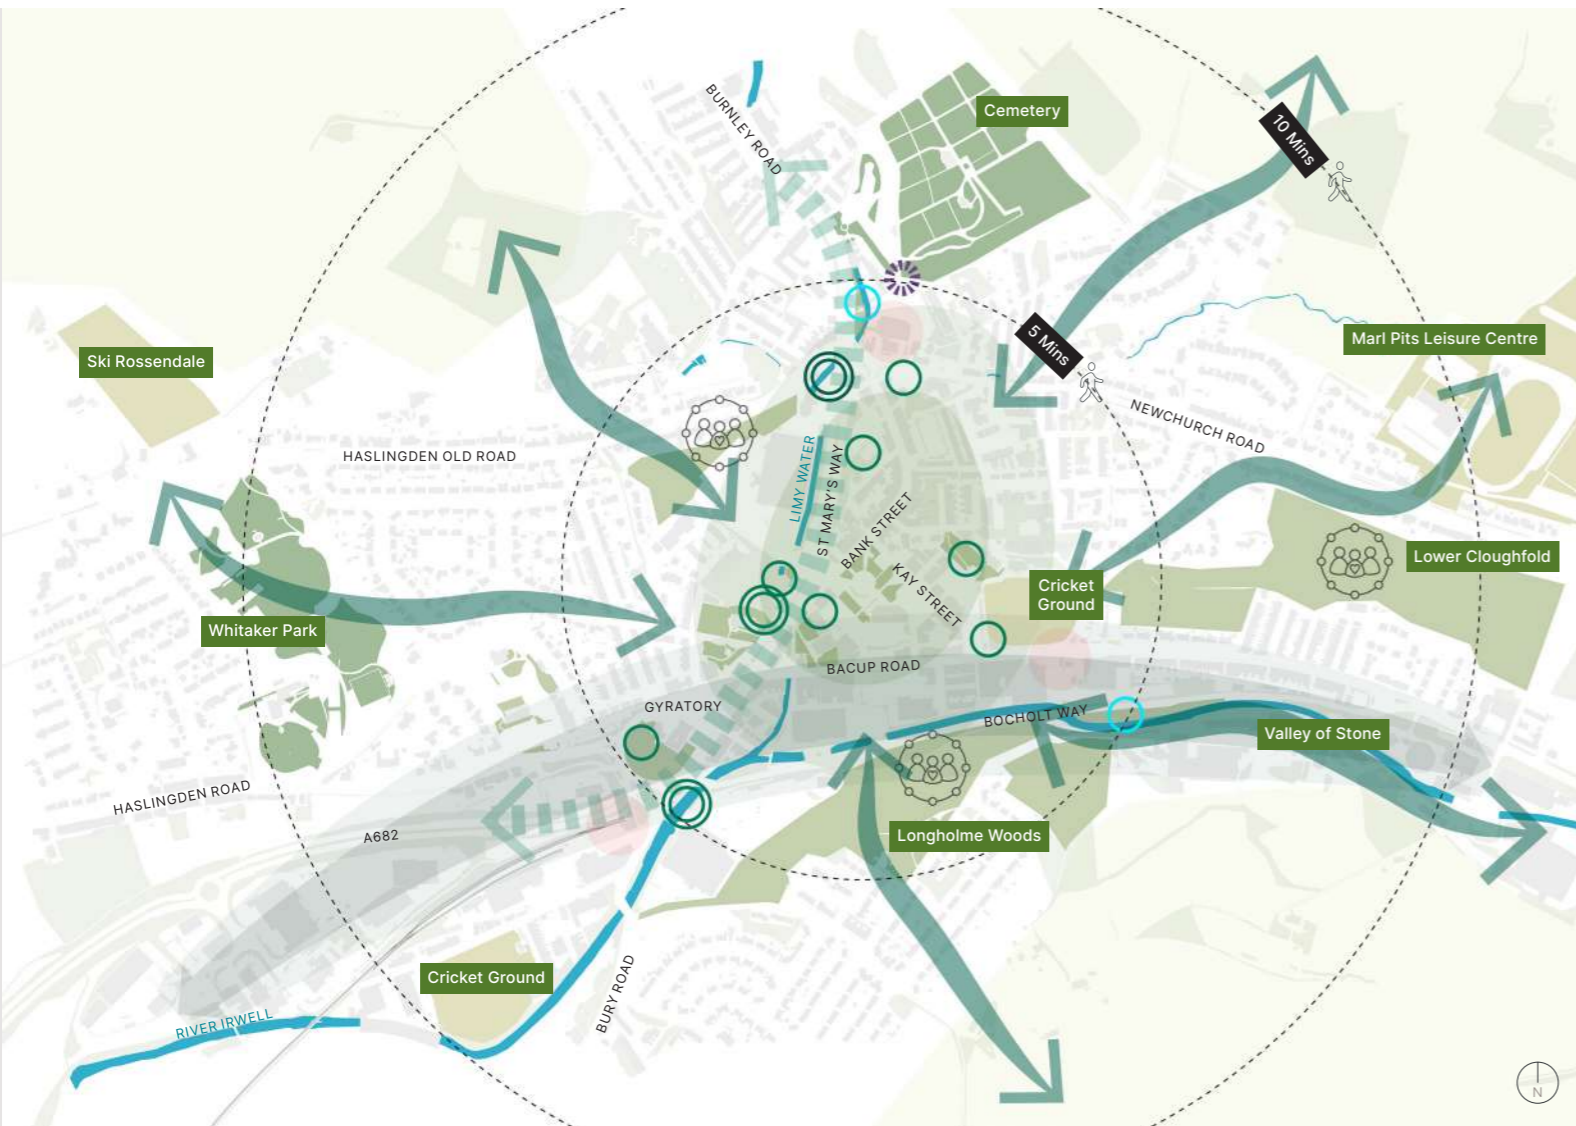 BURNLEY ROAD
Cemetery
10 Mins
5 Mins
Marl Pits Leisure Centre
Ski Rossendale
NEWCHURCH ROAD
HASLINGDEN OLD ROAD
LIMY WATER
ST MARY'S WAY
BANK STREET
KAY STREET
Lower Cloughfold
Cricket
Ground
Whitaker Park
BACUP ROAD
GYRATORY
BOCHOLT WAY
Valley of Stone
HASLINGDEN ROAD
A682
Longholme Woods
Cricket Ground
BURY ROAD
RIVER IRWELL
N